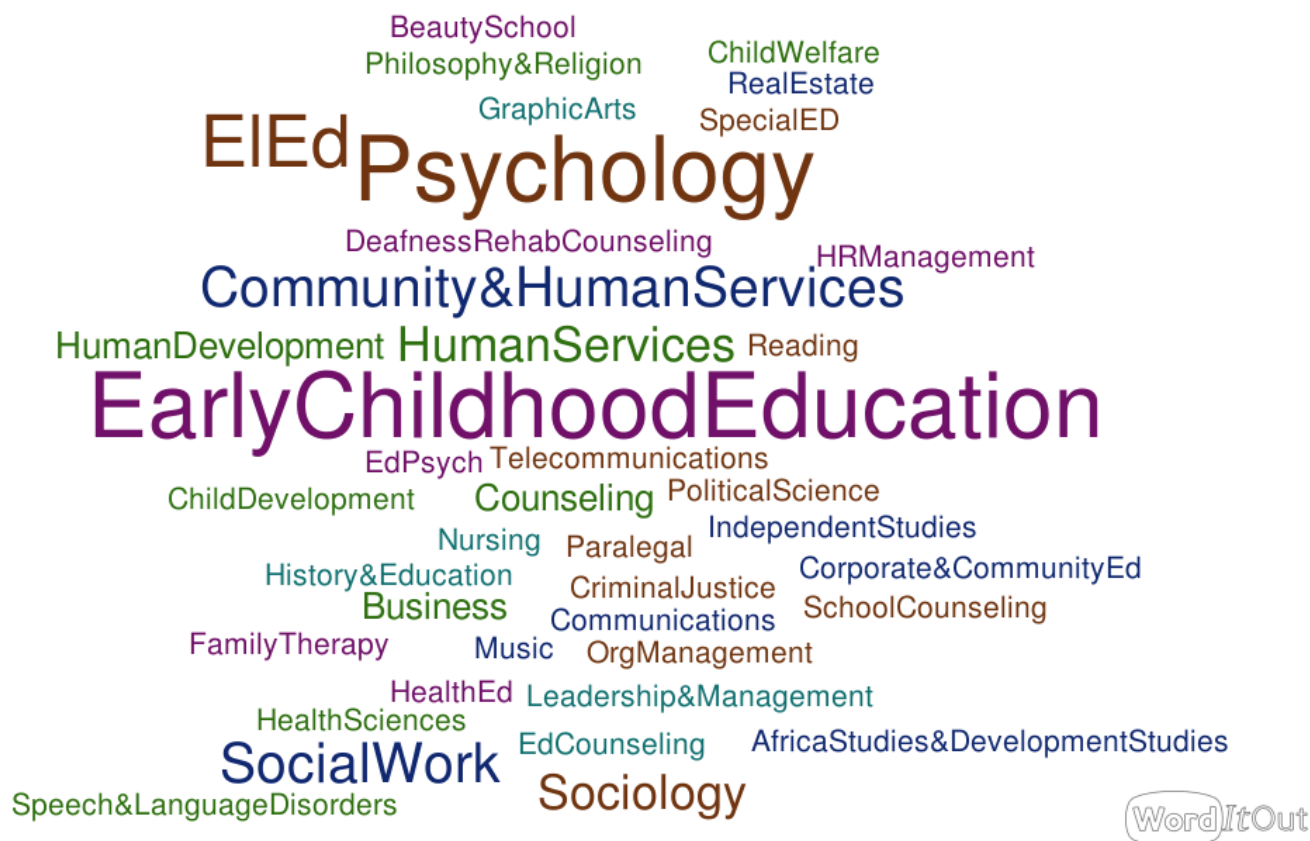 BeautySchool
ChildWelfare
Philosophy&Religion
RealEstate
GraphicArts
SpecialED
ElEd
Psychology
DeafnessRehabCounseling
HRManagement
Community&HumanServices
HumanDevelopment
HumanServices
Reading
EarlyChildhoodEducation
EdPsych
Telecommunications
ChildDevelopment
Counseling
PoliticalScience
IndependentStudies
Nursing
Paralegal
Corporate&CommunityEd
History&Education
CriminalJustice
Business
SchoolCounseling
Communications
FamilyTherapy
Music
OrgManagement
HealthEd
Leadership&Management
HealthSciences
EdCounseling
AfricaStudies&DevelopmentStudies
SocialWork
Sociology
Speech&LanguageDisorders
WordItOut